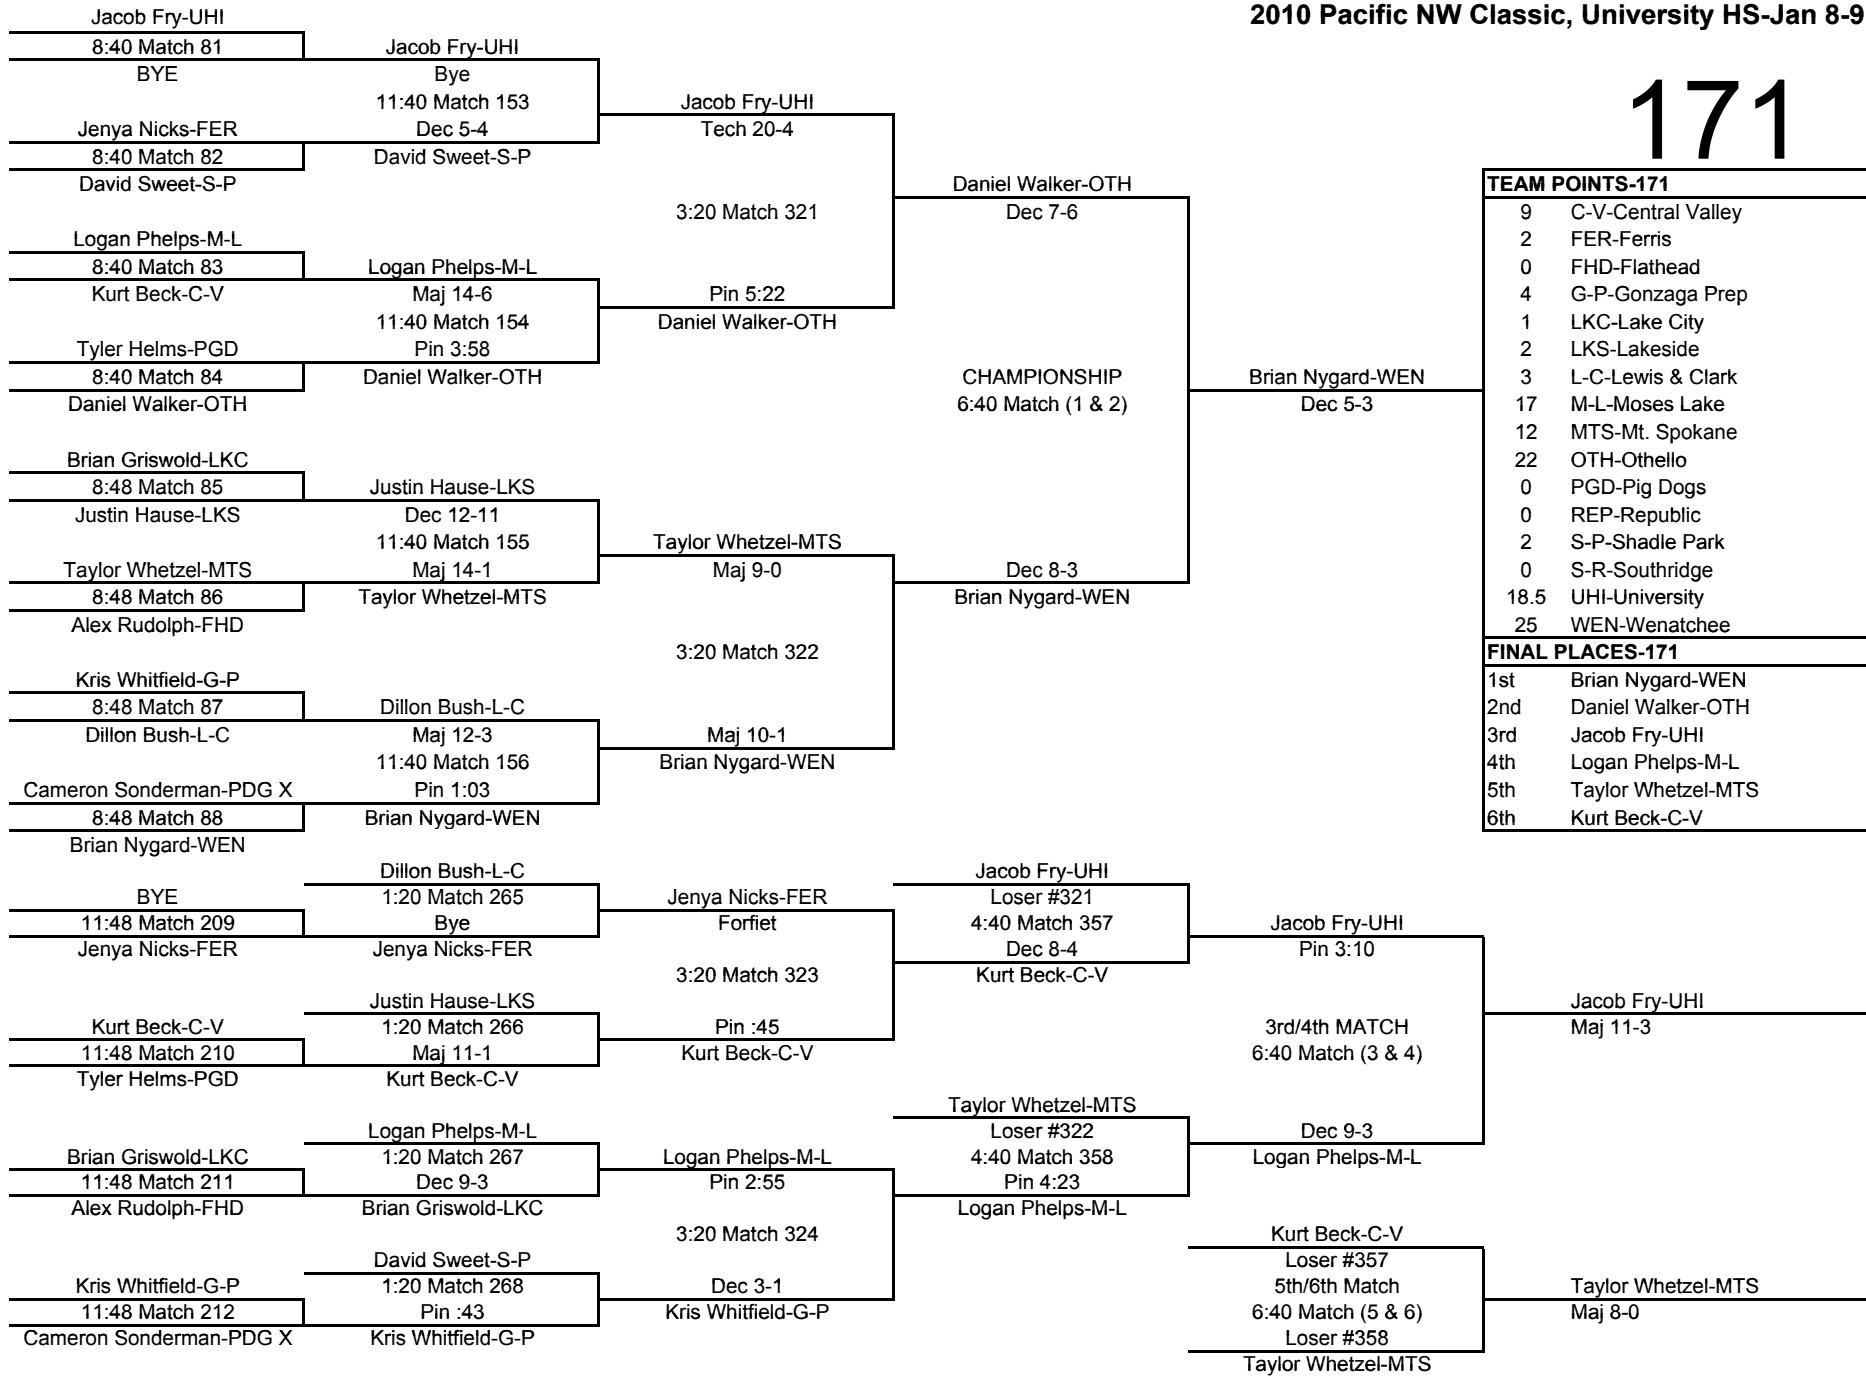 2010 Pacific NW Classic, University HS-Jan 8-9
171
Jacob Fry-UHI
8:40 Match 81
BYE
Jenya Nicks-FER
8:40 Match 82
David Sweet-S-P
Logan Phelps-M-L
8:40 Match 83
Kurt Beck-C-V
Tyler Helms-PGD
8:40 Match 84
Daniel Walker-OTH
Brian Griswold-LKC
8:48 Match 85
Justin Hause-LKS
Taylor Whetzel-MTS
8:48 Match 86
Alex Rudolph-FHD
Kris Whitfield-G-P
8:48 Match 87
Dillon Bush-L-C
Cameron Sonderman-PDG X
8:48 Match 88
Brian Nygard-WEN
Jacob Fry-UHI
Bye
11:40 Match 153
Dec 5-4
David Sweet-S-P
Logan Phelps-M-L
Maj 14-6
11:40 Match 154
Pin 3:58
Daniel Walker-OTH
Justin Hause-LKS
Dec 12-11
11:40 Match 155
Maj 14-1
Taylor Whetzel-MTS
Dillon Bush-L-C
Maj 12-3
11:40 Match 156
Pin 1:03
Brian Nygard-WEN
Jacob Fry-UHI
Tech 20-4
3:20 Match 321
Pin 5:22
Daniel Walker-OTH
Taylor Whetzel-MTS
Maj 9-0
3:20 Match 322
Maj 10-1
Brian Nygard-WEN
Daniel Walker-OTH
Dec 7-6
CHAMPIONSHIP
6:40 Match (1 & 2)
Dec 8-3
Brian Nygard-WEN
Brian Nygard-WEN
Dec 5-3
TEAM POINTS-171
9 C-V-Central Valley
2 FER-Ferris
0 FHD-Flathead
4 G-P-Gonzaga Prep
1 LKC-Lake City
2 LKS-Lakeside
3 L-C-Lewis & Clark
17 M-L-Moses Lake
12 MTS-Mt. Spokane
22 OTH-Othello
0 PGD-Pig Dogs
0 REP-Republic
2 S-P-Shadle Park
0 S-R-Southridge
18.5 UHI-University
25 WEN-Wenatchee
FINAL PLACES-171
1st Brian Nygard-WEN
2nd Daniel Walker-OTH
3rd Jacob Fry-UHI
4th Logan Phelps-M-L
5th Taylor Whetzel-MTS
6th Kurt Beck-C-V
BYE
11:48 Match 209
Jenya Nicks-FER
Kurt Beck-C-V
11:48 Match 210
Tyler Helms-PGD
Brian Griswold-LKC
11:48 Match 211
Alex Rudolph-FHD
Kris Whitfield-G-P
11:48 Match 212
Cameron Sonderman-PDG X
Dillon Bush-L-C
1:20 Match 265
Bye
Jenya Nicks-FER
Justin Hause-LKS
1:20 Match 266
Maj 11-1
Kurt Beck-C-V
Logan Phelps-M-L
1:20 Match 267
Dec 9-3
Brian Griswold-LKC
David Sweet-S-P
1:20 Match 268
Pin :43
Kris Whitfield-G-P
Jenya Nicks-FER
Forfiet
3:20 Match 323
Pin :45
Kurt Beck-C-V
Logan Phelps-M-L
Pin 2:55
3:20 Match 324
Dec 3-1
Kris Whitfield-G-P
Jacob Fry-UHI
Loser #321
4:40 Match 357
Dec 8-4
Kurt Beck-C-V
Taylor Whetzel-MTS
Loser #322
4:40 Match 358
Pin 4:23
Logan Phelps-M-L
Jacob Fry-UHI
Pin 3:10
3rd/4th MATCH
6:40 Match (3 & 4)
Dec 9-3
Logan Phelps-M-L
Kurt Beck-C-V
Loser #357
5th/6th Match
6:40 Match (5 & 6)
Loser #358
Taylor Whetzel-MTS
Jacob Fry-UHI
Maj 11-3
Taylor Whetzel-MTS
Maj 8-0